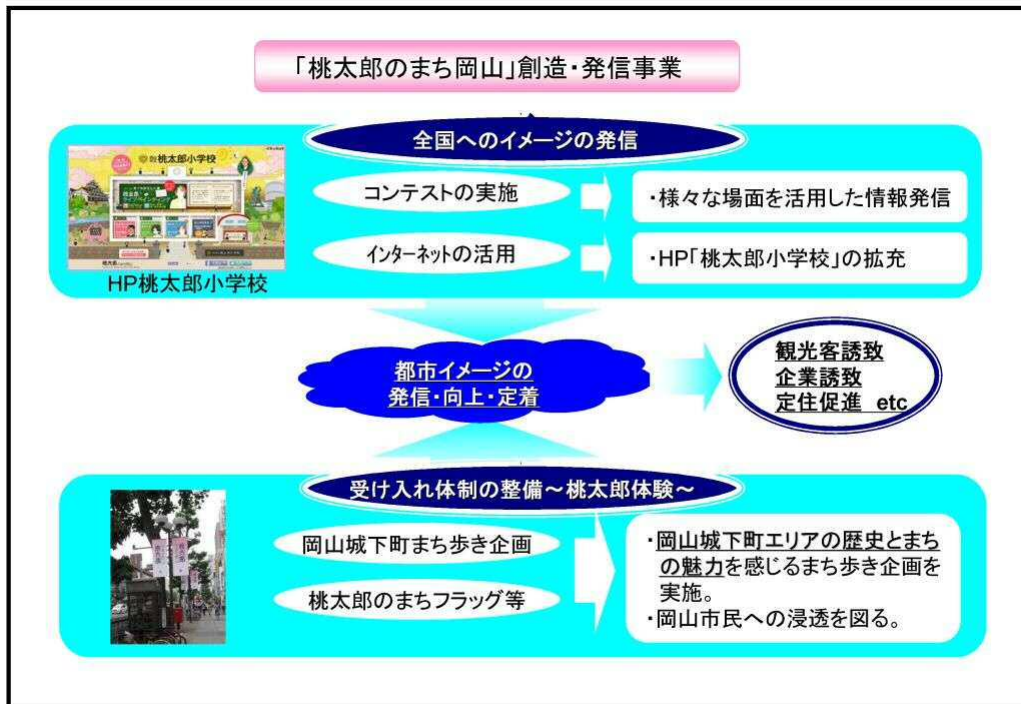 「桃太郎のまち岡山」創造・発信事業
全国へのイメージの発信
桃太郎小学校
コンテストの実施
・様々な場面を活用した情報発信
インターネットの活用
・HP「桃太郎小学校」の拡充
HP桃太郎小学校
都市イメージの
発信・向上・定着
観光客誘致
企業誘致
定住促進 etc
受け入れ体制の整備～桃太郎体験～
岡山城下町まち歩き企画
桃太郎のまちフラッグ等
・岡山城下町エリアの歴史とまち
の魅力を感じるまち歩き企画を
実施。
・岡山市民への浸透を図る。